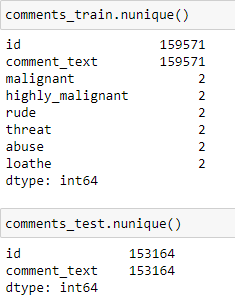 comments_train.nunique()
id 159571
comment_text 159571
malignant 2
highly_malignant 2
rude 2
threat 2
abuse 2
loathe 2
dtype: int64
comments_test.nunique()
id 153164
comment_text 153164
dtype: int64